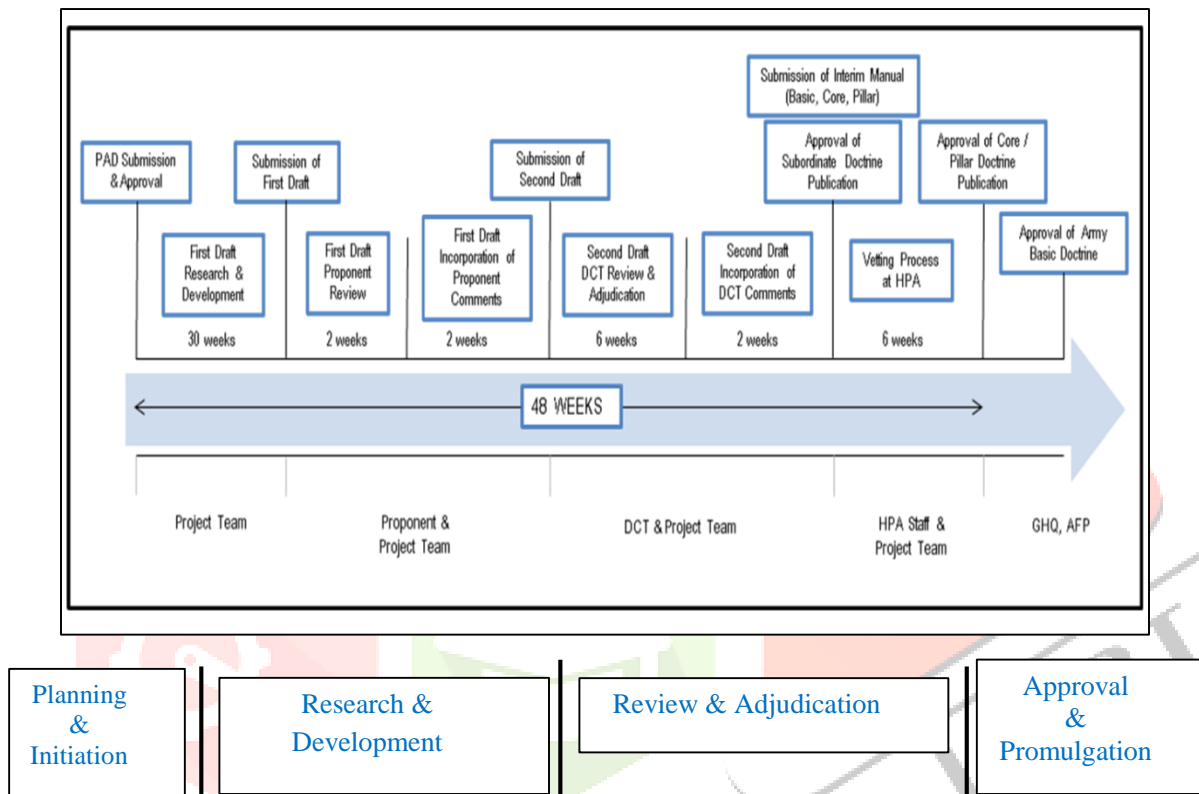 Submission of Interim Manual
(Basic, Core, Pillar)
PAD Submission
& Approval
Submission of
First Draft
Submission of
Second Draft
Approval of
Subordinate Doctrine
Publication
Approval of Core /
Pillar Doctrine
Publication
Approval of Army
Basic Doctrine
First Draft
Research &
Development
First Draft
Proponent
Review
First Draft
Incorporation of
Proponent
Comments
Second Draft
DCT Review &
Adjudication
Second Draft
Incorporation of
DCT Comments
Vetting Process
at HPA
30 weeks
2 weeks
2 weeks
6 weeks
2 weeks
6 weeks
48 WEEKS
Project Team
Proponent &
Project Team
DCT & Project Team
HPA Staff &
Project Team
GHQ, AFP
Planning
&
Initiation
Research &
Development
Review & Adjudication
Approval
&
Promulgation